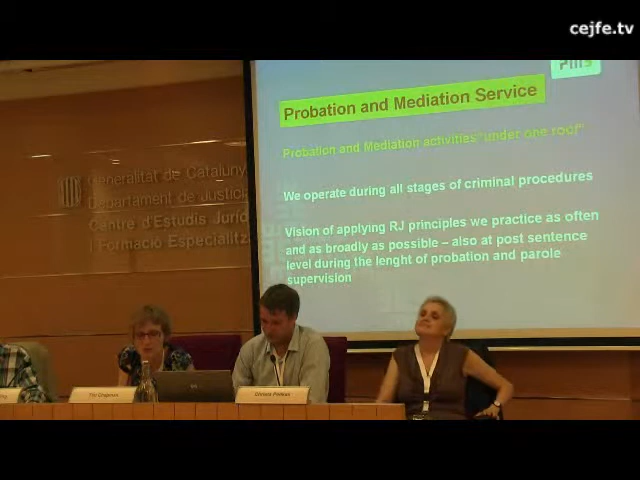 cejfe.tv
PMS
Probation and Mediation Service
Probation and Mediation activities "under one roof"
We operate during all stages of criminal procedures
Vision of applying RJ principles we practice as often
and as broadly as possible – also at post sentence
level during the lenght of probation and parole
supervision
Generalitat de Catalunya
Departament de Justícia
Centre d'Estudis Juríd
i Formació Especialitz